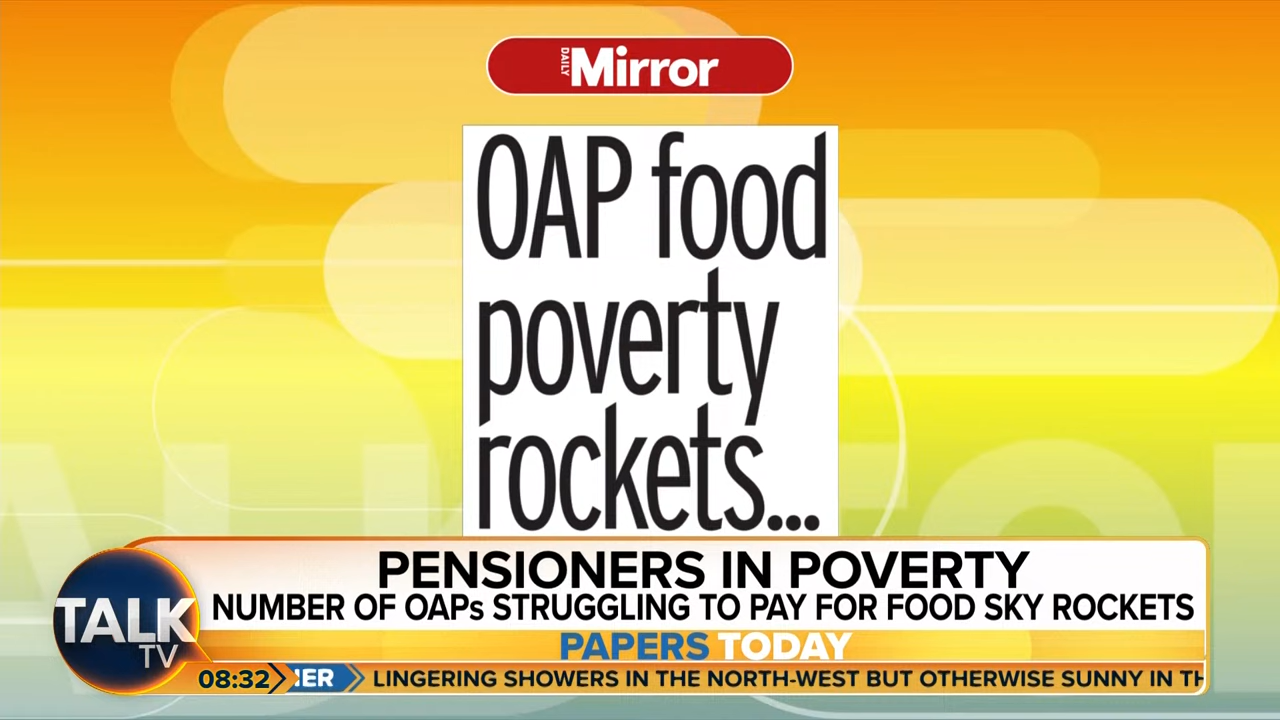 DAILY Mirror
OAP food
poverty
rockets...
PENSIONERS IN POVERTY
NUMBER OF OAPs STRUGGLING TO PAY FOR FOOD SKY ROCKETS
TALK
TV
PAPERS TODAY
08:32
LINGERING SHOWERS IN THE NORTH-WEST BUT OTHERWISE SUNNY IN